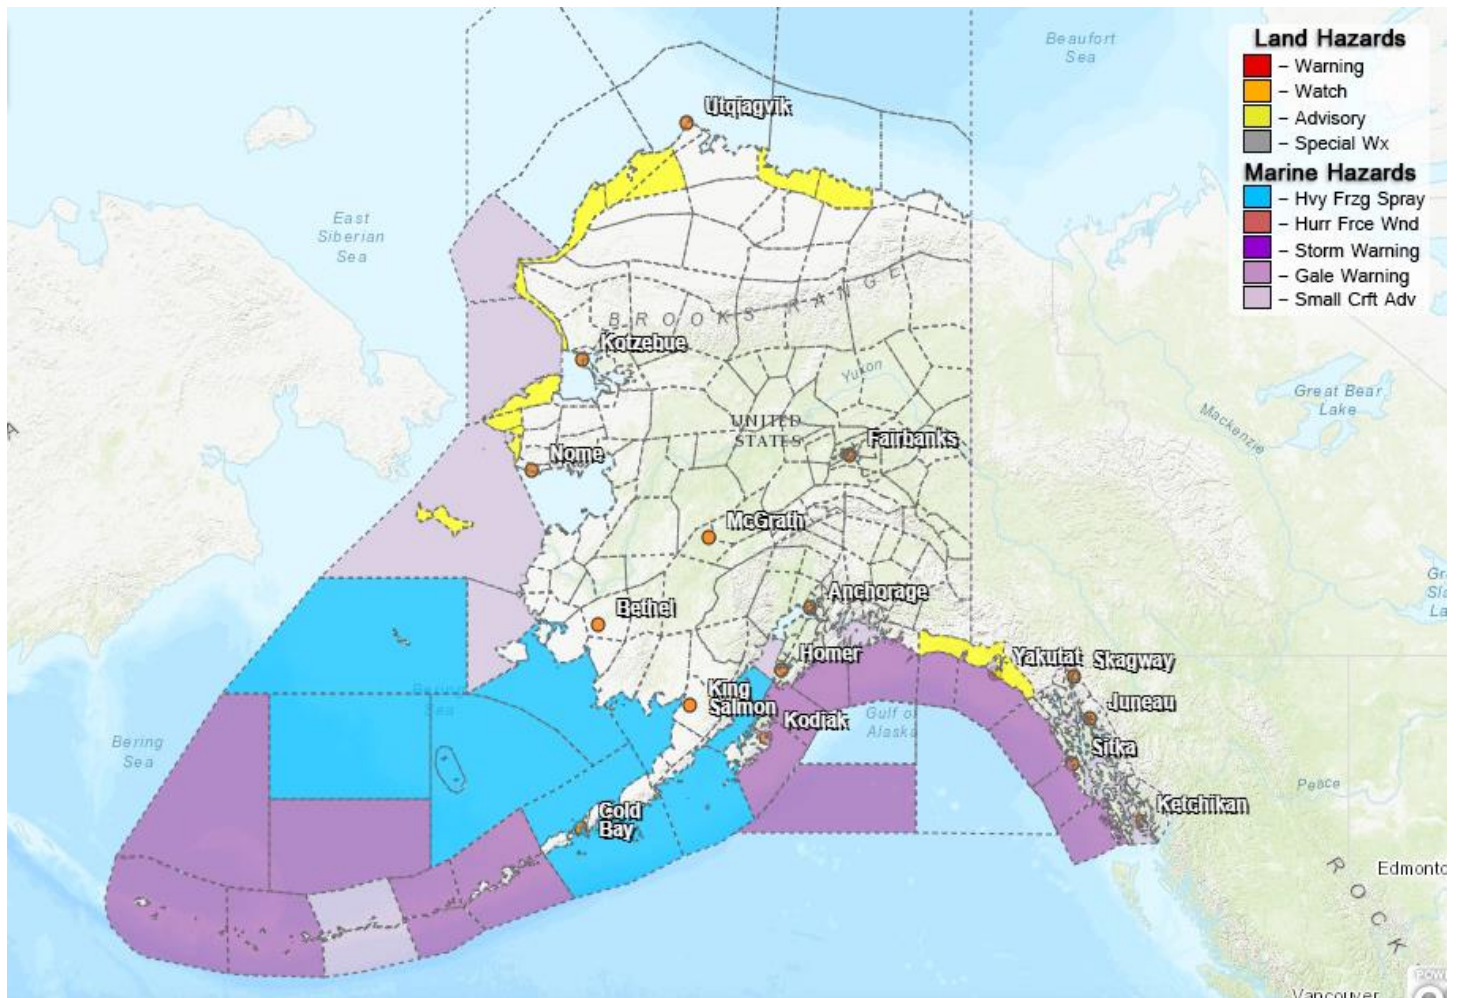 Land Hazards
– Warning
– Watch
– Advisory
– Special Wx
Marine Hazards
– Hvy Frzg Spray
– Hurr Frce Wnd
– Storm Warning
– Gale Warning
– Small Crft Adv
Beaufort
Sea
Utqiagvik
East
Siberian
Sea
BROOKS RANGE
Kotzebue
Yukon
Great Bear
Lake
Mackenzie
UNITED
STATES
Fairbanks
Nome
McGrath
Anchorage
Bethel
Homer
Yakutat
Skagway
King
Salmon
Juneau
Kodiak
Gulf of
Alaska
Sitka
Bering
Sea
Bering
Sea
Peace
Cold
Bay
Ketchikan
Edmonto
ROCK
Vancouver